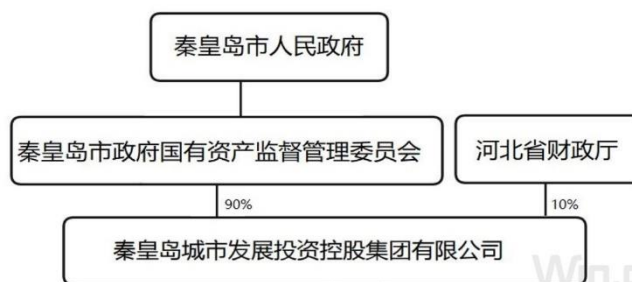 秦皇岛市人民政府
秦皇岛市政府国有资产监督管理委员会
河北省财政厅
90%
10%
秦皇岛城市发展投资控股集团有限公司